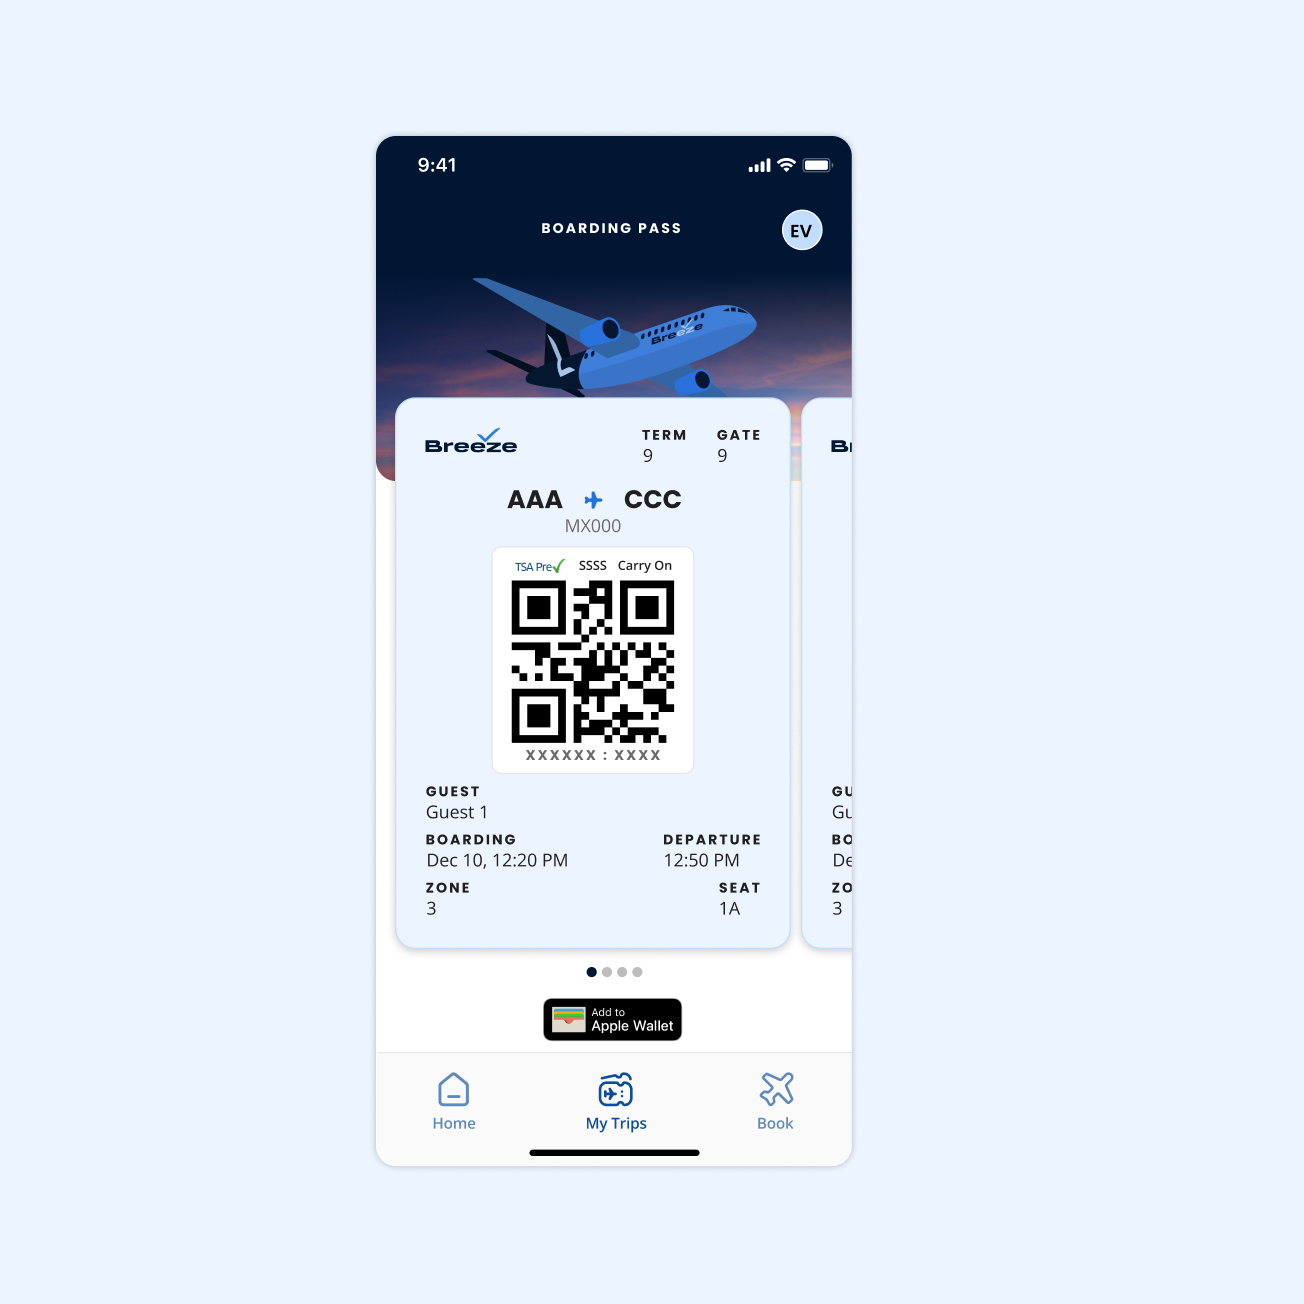 9:41
BOARDING PASS
EV
Breeze
Breeze
TERM GATE
9 9
AAA CCC
MX000
TSA Pre SSSS Carry On
XXXXXX : XXXX
GUEST
Guest 1
BOARDING DEPARTURE
Dec 10, 12:20 PM 12:50 PM
ZONE SEAT
3 1A
Br
GU
Gu
BO
De
ZO
3
Add to
Apple Wallet
Home My Trips Book